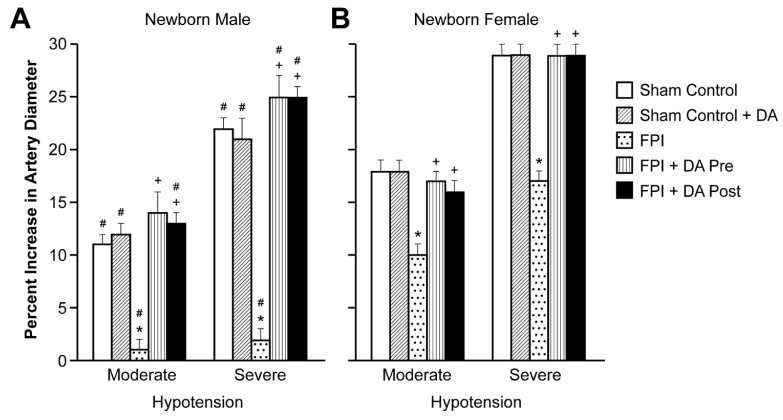 A
Newborn Male
B
Newborn Female
Percent Increase in Artery Diameter
30
25
20
15
10
5
0
#
#
#
*
+
#
+
#
#
#
*
#
+
#
+
Moderate
Severe
Hypotension
*
+
+
*
+
+
Moderate
Severe
Hypotension
Sham Control
Sham Control + DA
FPI
FPI + DA Pre
FPI + DA Post